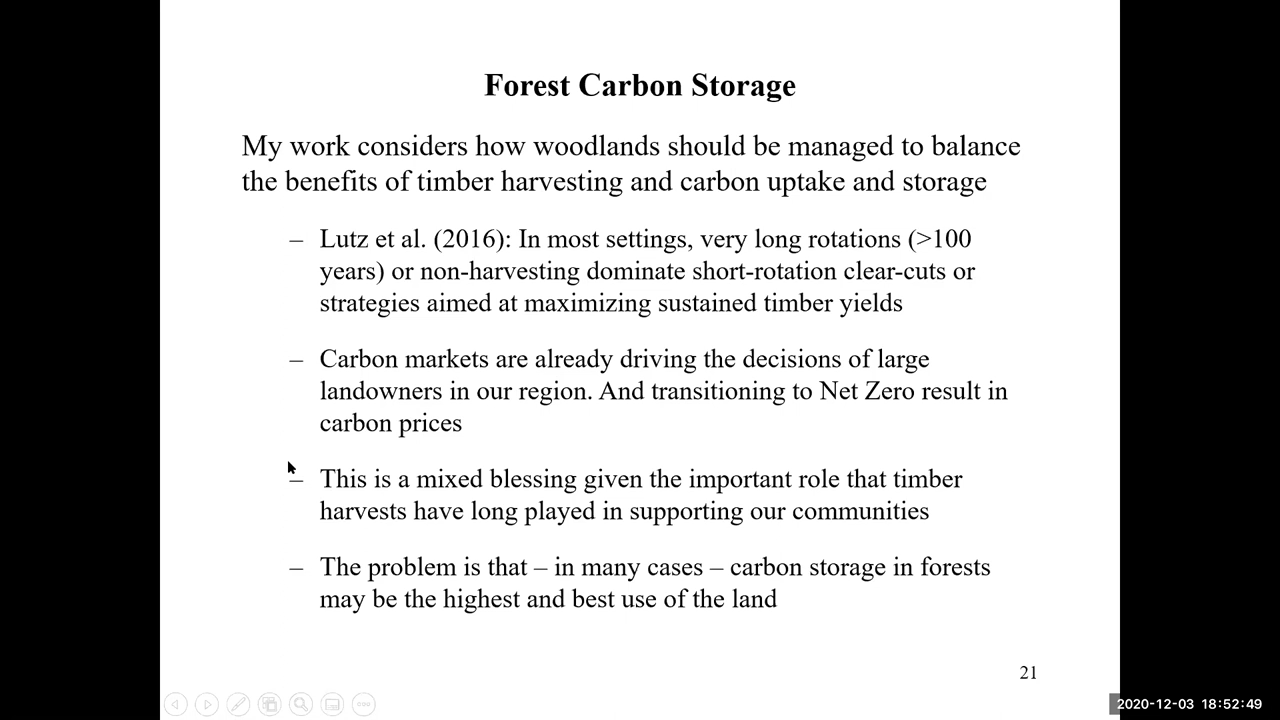 Forest Carbon Storage
My work considers how woodlands should be managed to balance
the benefits of timber harvesting and carbon uptake and storage
– Lutz et al. (2016): In most settings, very long rotations (>100
years) or non-harvesting dominate short-rotation clear-cuts or
strategies aimed at maximizing sustained timber yields
– Carbon markets are already driving the decisions of large
landowners in our region. And transitioning to Net Zero result in
carbon prices
– This is a mixed blessing given the important role that timber
harvests have long played in supporting our communities
– The problem is that – in many cases – carbon storage in forests
may be the highest and best use of the land
21
2020-12-03 18:52:49